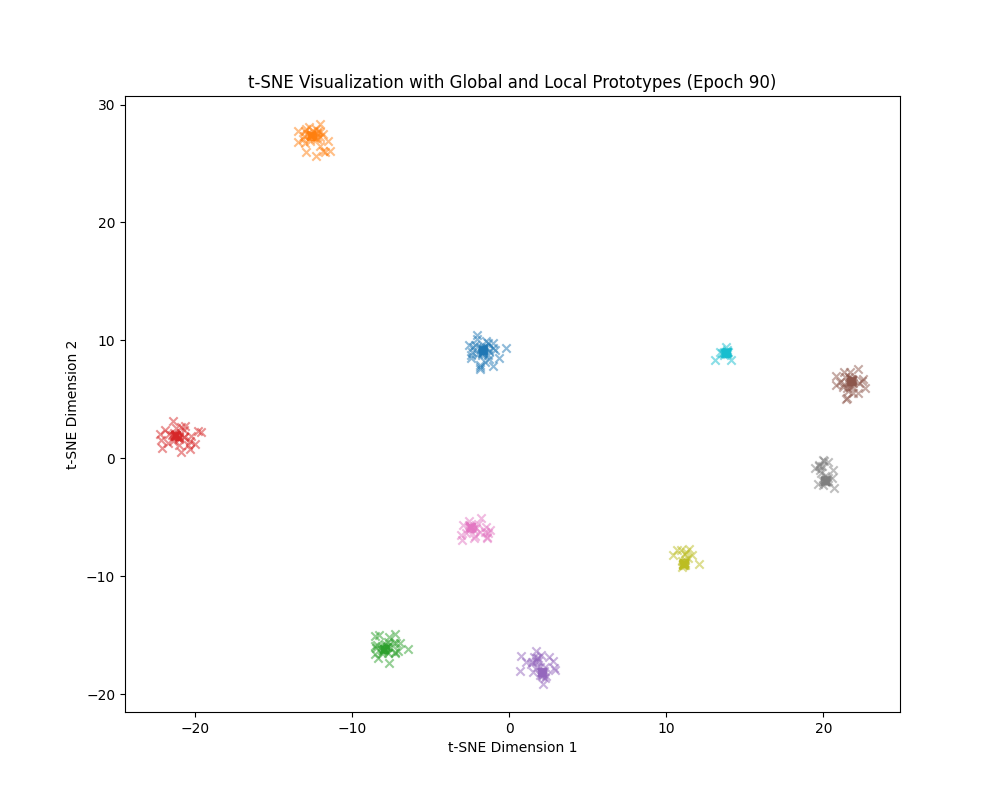 t-SNE Visualization with Global and Local Prototypes (Epoch 90)
30
20
10
0
−10
−20
t-SNE Dimension 2
−20 −10 0 10 20
t-SNE Dimension 1